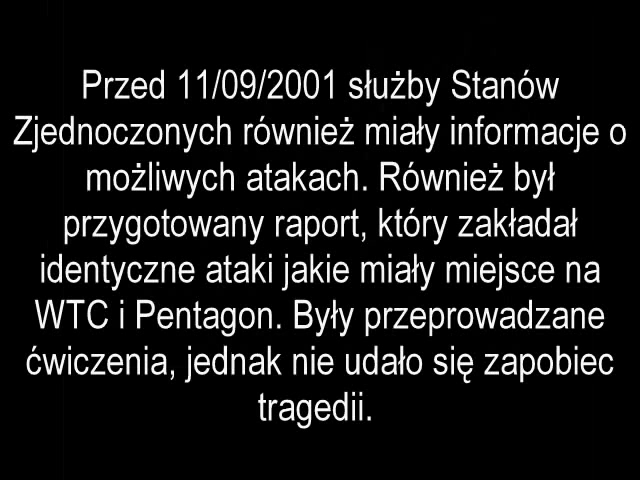 Przed 11/09/2001 służby Stanów
Zjednoczonych również miały informacje o
możliwych atakach. Również był
przygotowany raport, który zakładał
identyczne ataki jakie miały miejsce na
WTC i Pentagon. Były przeprowadzane
ćwiczenia, jednak nie udało się zapobiec
tragedii.